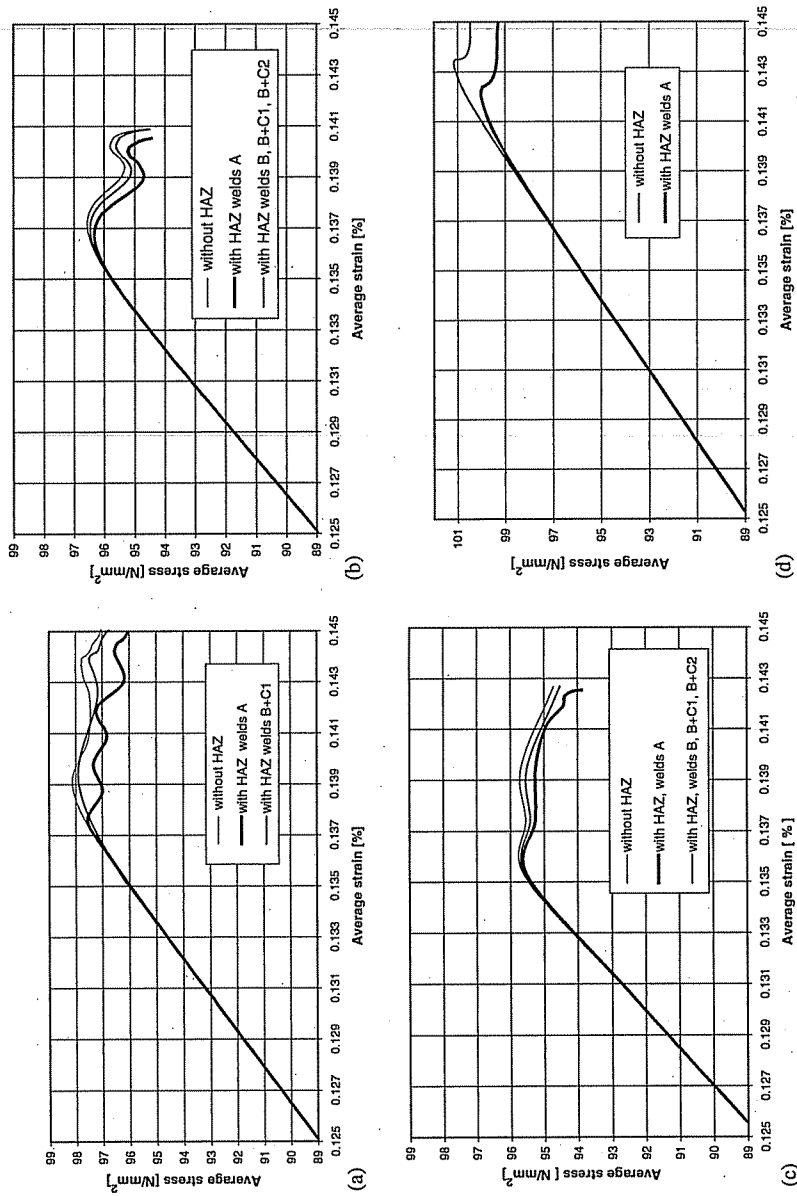 99
98
97
96
95
94
93
92
91
90
89
Average stress [N/mm²]
without HAZ
with HAZ welds A
with HAZ welds B+C1
0.125 0.127 0.129 0.131 0.133 0.135 0.137 0.139 0.141 0.143 0.145
Average strain [%]
(a)
99
98
97
96
95
94
93
92
91
90
89
Average stress [N/mm²]
without HAZ
with HAZ welds A
with HAZ welds B, B+C1, B+C2
0.125 0.127 0.129 0.131 0.133 0.135 0.137 0.139 0.141 0.143 0.145
Average strain [%]
(b)
99
98
97
96
95
94
93
92
91
90
89
Average stress [N/mm²]
without HAZ
with HAZ, welds A
with HAZ, welds B, B+C1, B+C2
0.125 0.127 0.129 0.131 0.133 0.135 0.137 0.139 0.141 0.143 0.145
Average strain [ % ]
(c)
101
99
95
93
91
89
Average stress [N/mm²]
without HAZ
with HAZ welds A
0.125 0.127 0.129 0.131 0.133 0.135 0.137 0.139 0.141 0.143 0.145
Average strain [%]
(d)